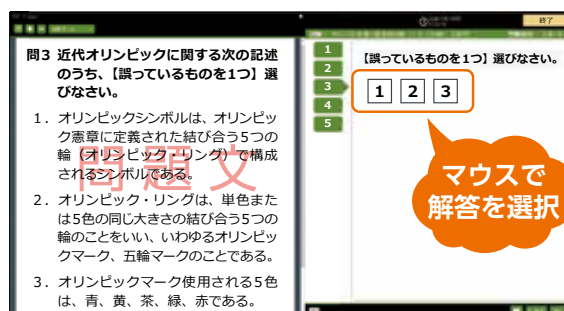 終了
問3 近代オリンピックに関する次の記述
のうち、【誤っているものを1つ】選
びなさい。
1. オリンピックシンボルは、オリンピッ
ク憲章に定義された結び合う5つの
輪（オリンピック・リング）で構成
されるシンボルである。
2. オリンピック・リングは、単色また
は5色の同じ大きさの結び合う5つの
輪のことをいい、いわゆるオリンピッ
クマーク、五輪マークのことである。
3. オリンピックマーク使用される5色
は、青、黄、茶、緑、赤である。
問題文
1
2
3
4
5
【誤っているものを1つ】選びなさい。
1 2 3
マウスで
解答を選択